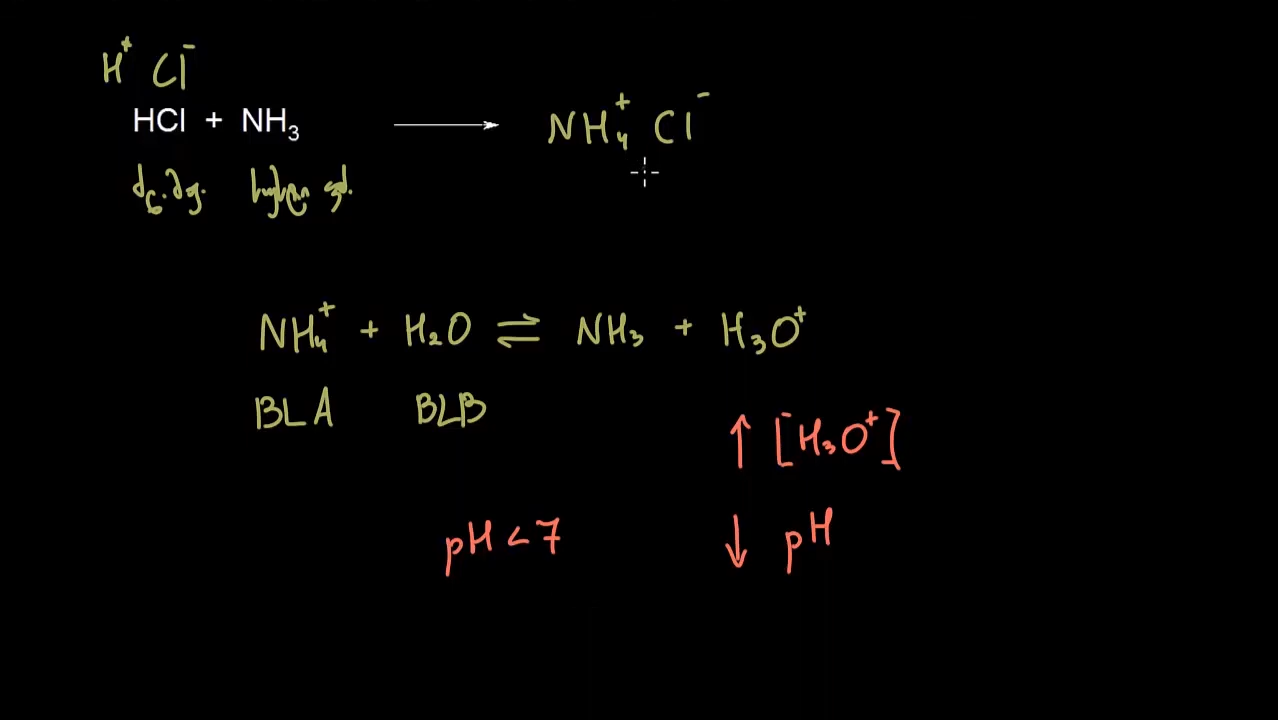 H⁺ Cl⁻
HCl + NH₃ ⟶ NH₄⁺ Cl⁻
NH₄⁺ + H₂O ⇌ NH₃ + H₃O⁺
BLA BLB
↑ [H₃O⁺]
pH < 7 ↓ pH